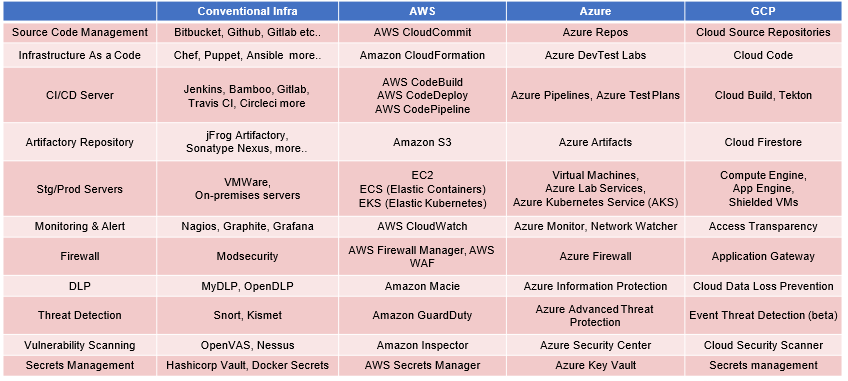 Conventional Infra AWS Azure GCP
Source Code Management Bitbucket, Github, Gitlab etc.. AWS CloudCommit Azure Repos Cloud Source Repositories
Infrastructure As a Code Chef, Puppet, Ansible more.. Amazon CloudFormation Azure DevTest Labs Cloud Code
CI/CD Server Jenkins, Bamboo, Gitlab,
Travis CI, Circleci more AWS CodeBuild
AWS CodeDeploy
AWS CodePipeline Azure Pipelines, Azure Test Plans Cloud Build, Tekton
Artifactory Repository jFrog Artifactory,
Sonatype Nexus, more.. Amazon S3 Azure Artifacts Cloud Firestore
Stg/Prod Servers VMWare,
On-premises servers EC2
ECS (Elastic Containers)
EKS (Elastic Kubernetes) Virtual Machines,
Azure Lab Services,
Azure Kubernetes Service (AKS) Compute Engine,
App Engine,
Shielded VMs
Monitoring & Alert Nagios, Graphite, Grafana AWS CloudWatch Azure Monitor, Network Watcher Access Transparency
Firewall Modsecurity AWS Firewall Manager, AWS
WAF Azure Firewall Application Gateway
DLP MyDLP, OpenDLP Amazon Macie Azure Information Protection Cloud Data Loss Prevention
Threat Detection Snort, Kismet Amazon GuardDuty Azure Advanced Threat
Protection Event Threat Detection (beta)
Vulnerability Scanning OpenVAS, Nessus Amazon Inspector Azure Security Center Cloud Security Scanner
Secrets Management Hashicorp Vault, Docker Secrets AWS Secrets Manager Azure Key Vault Secrets management